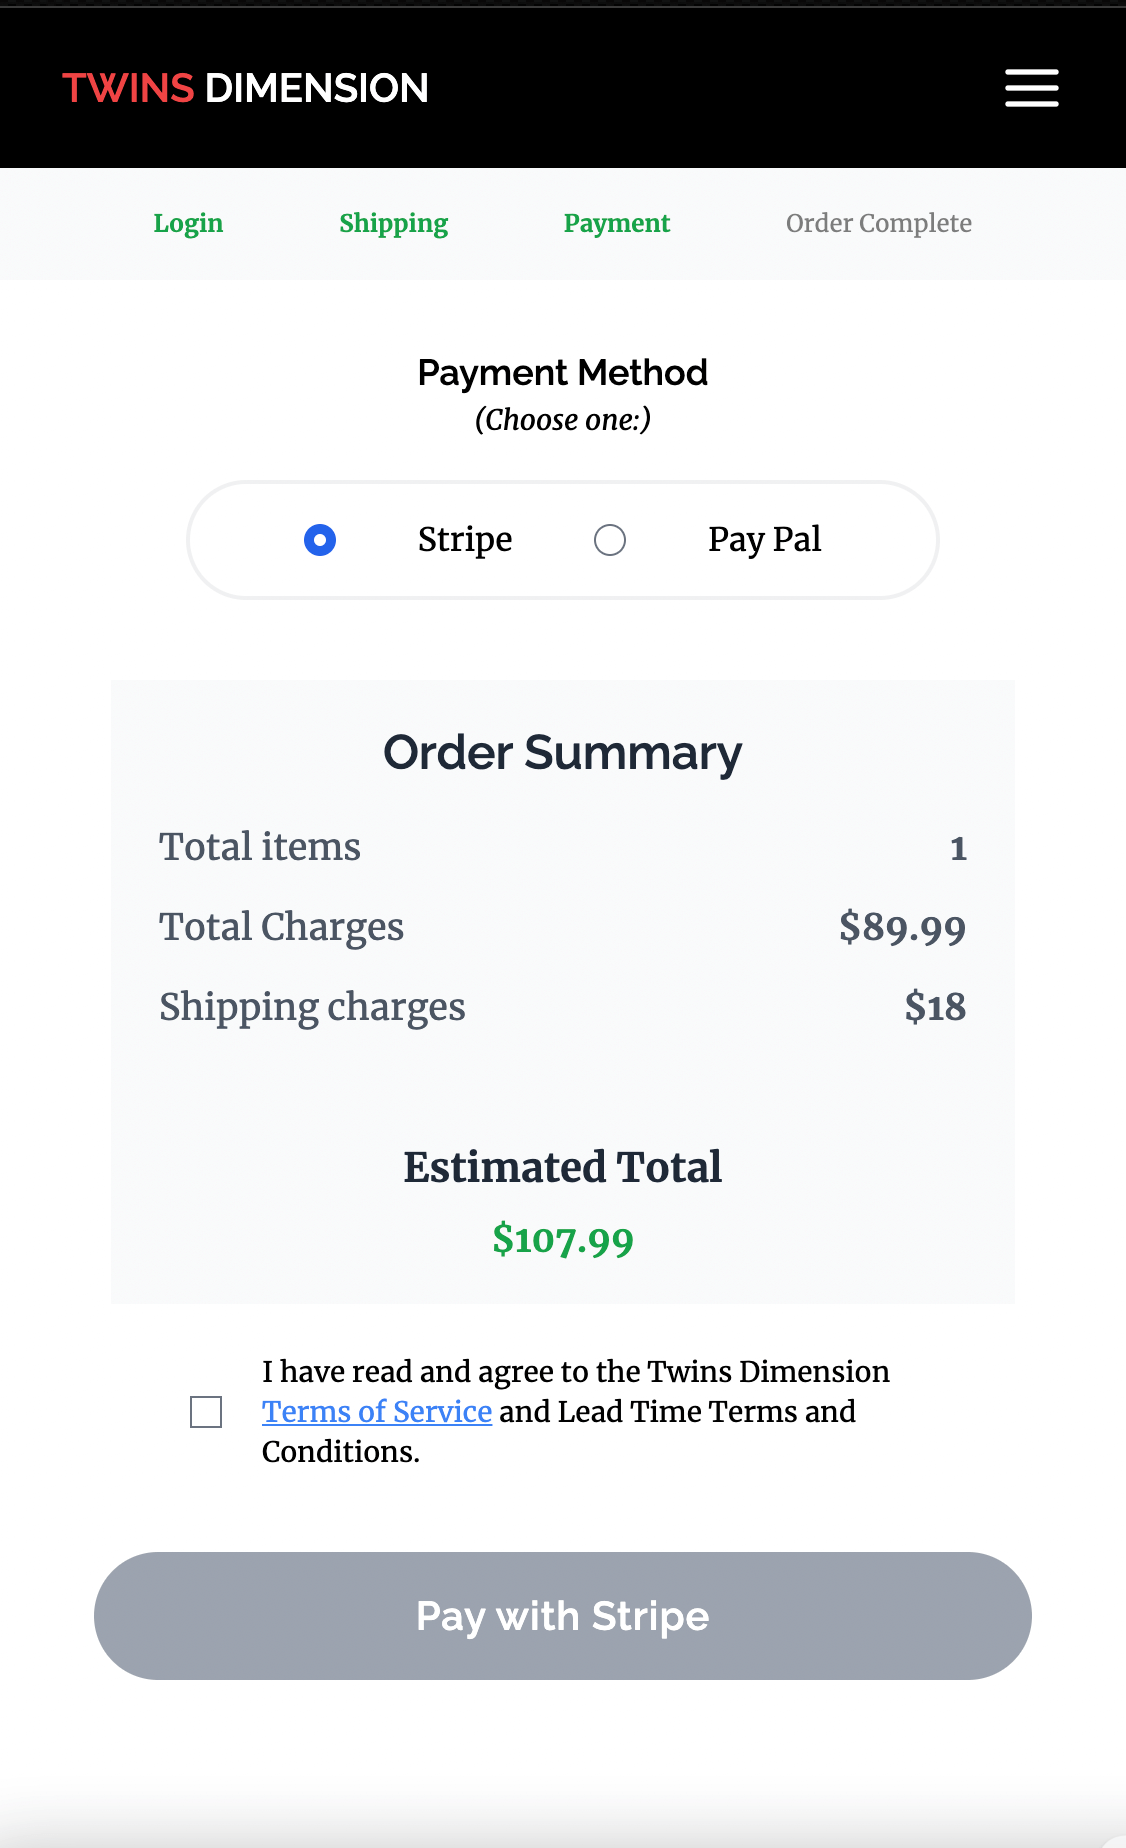 TWINS DIMENSION
Login Shipping Payment Order Complete
Payment Method
(Choose one:)
Stripe Pay Pal
Order Summary
Total items 1
Total Charges $89.99
Shipping charges $18
Estimated Total
$107.99
I have read and agree to the Twins Dimension
Terms of Service and Lead Time Terms and
Conditions.
Pay with Stripe